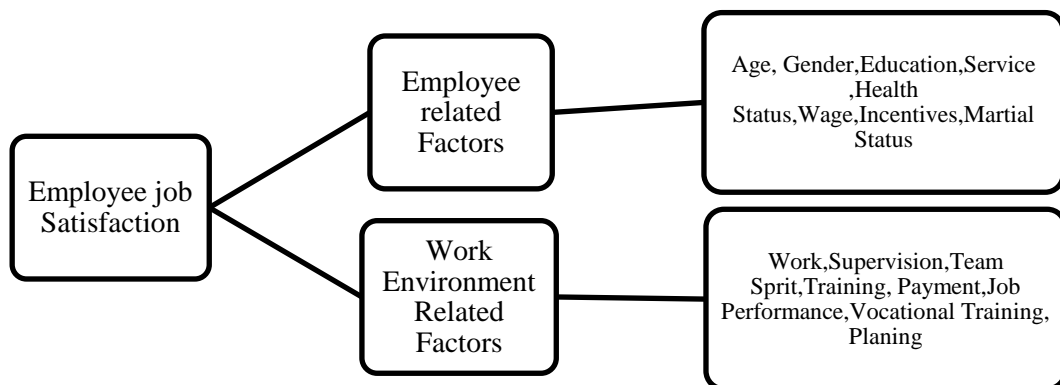 Employee job
Satisfaction
Employee
related
Factors
Age, Gender,Education,Service
,Health
Status,Wage,Incentives,Martial
Status
Work
Environment
Related
Factors
Work,Supervision,Team
Sprit,Training, Payment,Job
Performance,Vocational Training,
Planing